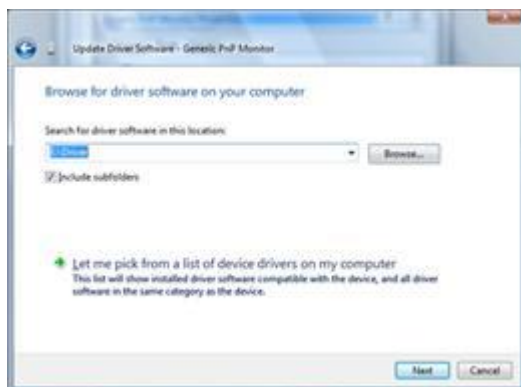 Update Driver Software - Generic PnP Monitor
Browse for driver software on your computer
Search for driver software in this location:
Browse...
Include subfolders
Let me pick from a list of device drivers on my computer
This list will show installed driver software compatible with the device, and all driver
software in the same category as the device.
Next Cancel